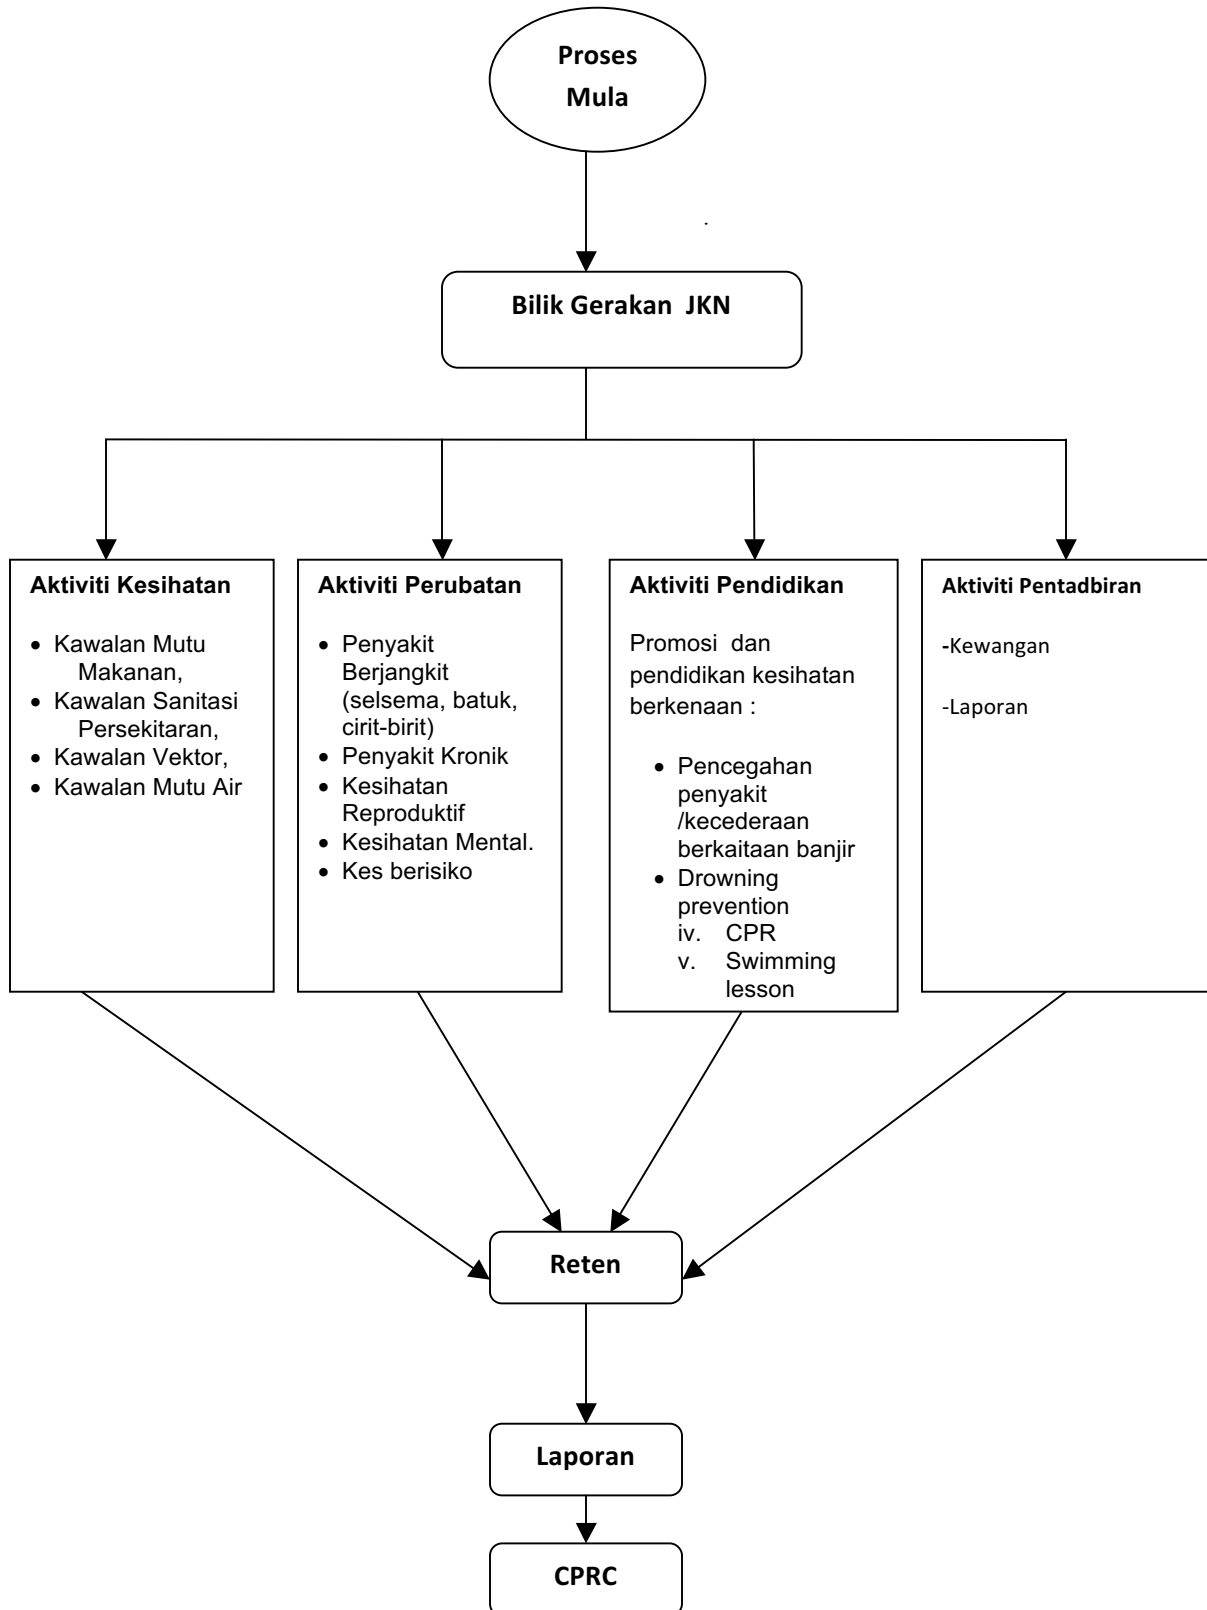 Proses
Mula
Bilik Gerakan  JKN
Aktiviti Kesihatan
• Kawalan Mutu
Makanan,
• Kawalan Sanitasi
Persekitaran,
• Kawalan Vektor,
• Kawalan Mutu Air
Aktiviti Perubatan
• Penyakit
Berjangkit
(selsema, batuk,
cirit-birit)
• Penyakit Kronik
• Kesihatan
Reproduktif
• Kesihatan Mental.
• Kes berisiko
Aktiviti Pendidikan
Promosi  dan
pendidikan kesihatan
berkenaan :
• Pencegahan
penyakit
/kecederaan
berkaitaan banjir
• Drowning
prevention
iv. CPR
v. Swimming
lesson
Aktiviti Pentadbiran
-Kewangan
-Laporan
Reten
Laporan
CPRC